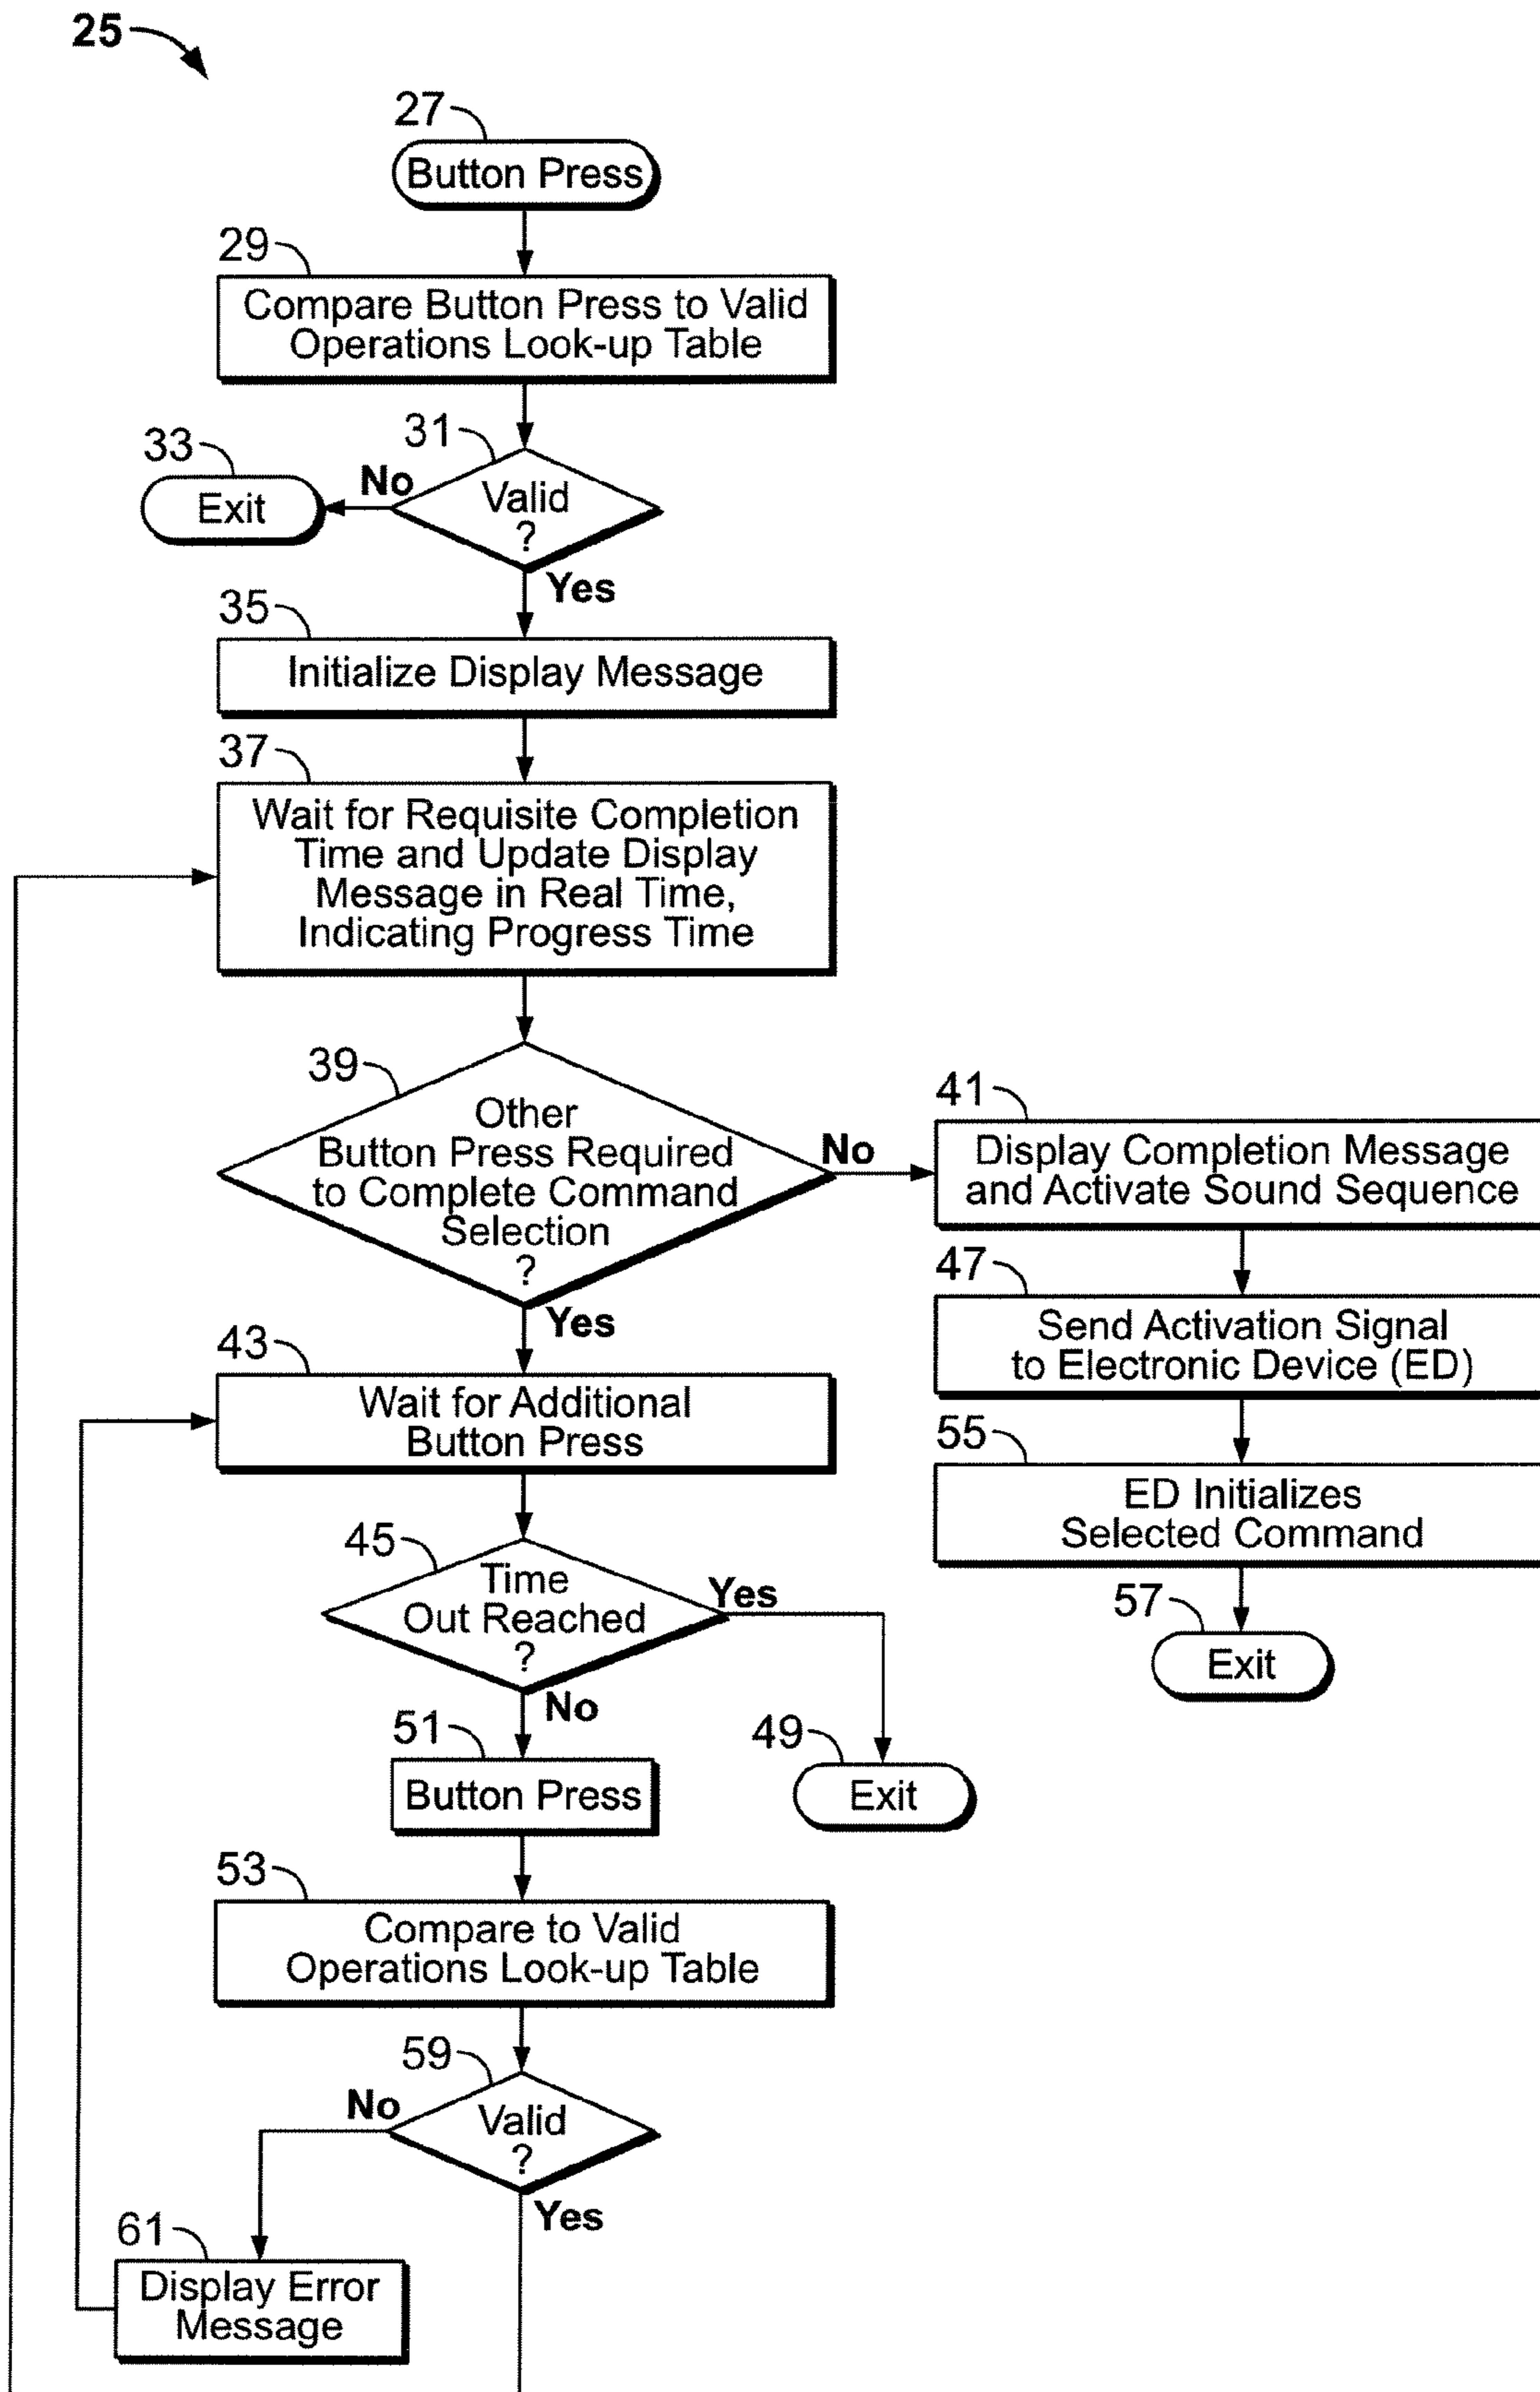 25
27
Button Press
29
Compare Button Press to Valid
Operations Look-up Table
31
33
No
Exit
Valid
?
Yes
35
Initialize Display Message
37
Wait for Requisite Completion
Time and Update Display
Message in Real Time,
Indicating Progress Time
39
Other
Button Press Required
to Complete Command
Selection
?
No
41
Display Completion Message
and Activate Sound Sequence
47
Send Activation Signal
to Electronic Device (ED)
55
ED Initializes
Selected Command
57
Exit
Yes
43
Wait for Additional
Button Press
45
Time
Out Reached
?
Yes
49
Exit
No
51
Button Press
53
Compare to Valid
Operations Look-up Table
59
No
Valid
?
Yes
61
Display Error
Message